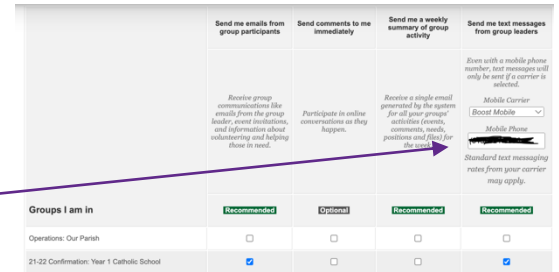 Send me emails from
group participants
Send comments to me
immediately
Send me a weekly
summary of group
activity
Send me text messages
from group leaders
Receive group
communications like
emails from the group
leader, event invitations,
and information about
volunteering and helping
those in need.
Participate in online
conversations as they
happen.
Receive a single email
generated by the system
for all your groups'
activities (events,
comments, needs,
positions and files) for
the week.
Even with a mobile phone
number, text messages will
only be sent if a carrier is
selected.
Mobile Carrier
Boost Mobile
Mobile Phone
Standard text messaging
rates from your carrier
may apply.
Groups I am in
Recommended
Optional
Recommended
Recommended
Operations: Our Parish
21-22 Confirmation: Year 1 Catholic School